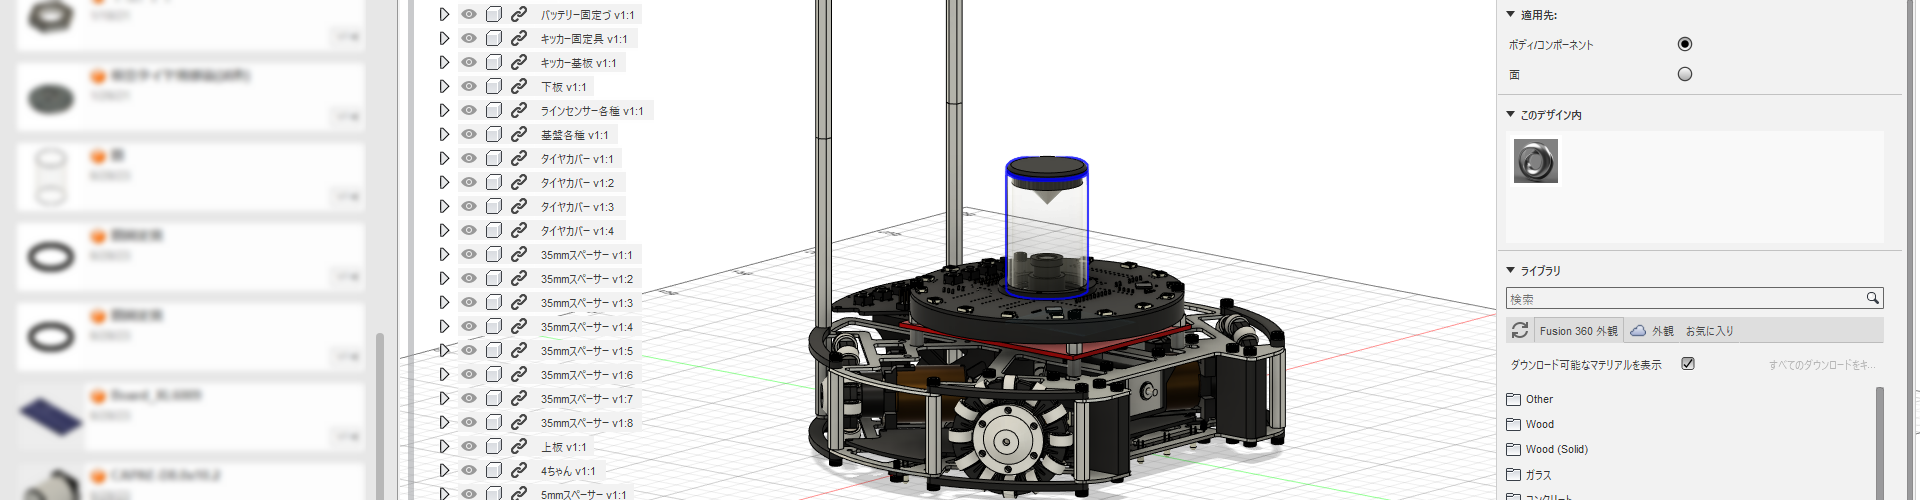 バッテリー固定づ v1:1
キッカー固定具 v1:1
キッカー基板 v1:1
下板 v1:1
ラインセンサー各種 v1:1
基盤各種 v1:1
タイヤカバー v1:1
タイヤカバー v1:2
タイヤカバー v1:3
タイヤカバー v1:4
35mmスペーサー v1:1
35mmスペーサー v1:2
35mmスペーサー v1:3
35mmスペーサー v1:4
35mmスペーサー v1:5
35mmスペーサー v1:6
35mmスペーサー v1:7
35mmスペーサー v1:8
上板 v1:1
4ちゃん v1:1
5mmスペーサー v1:1
適用先:
ボディ/コンポーネント
面
このデザイン内
ライブラリ
検索
Fusion 360 外観 外観 お気に入り
ダウンロード可能なマテリアルを表示 すべてのダウンロードをキ...
Other
Wood
Wood (Solid)
ガラス
コンクリート